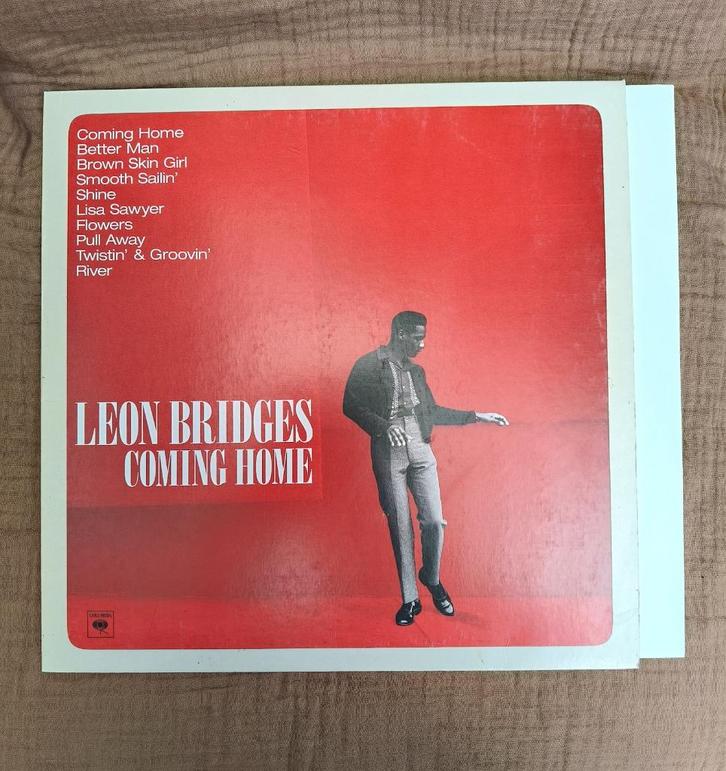 Coming Home
Better Man
Brown Skin Girl
Smooth Sailin'
Shine
Lisa Sawyer
Flowers
Pull Away
Twistin' & Groovin'
River
LEON BRIDGES
COMING HOME
COLUMBIA